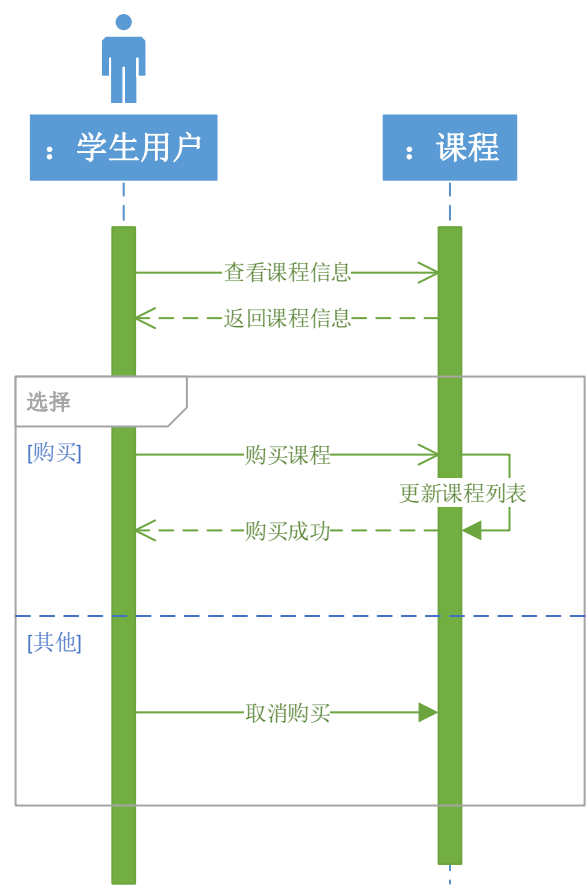 ：学生用户
：课程
查看课程信息
返回课程信息
选择
[购买]
购买课程
更新课程列表
购买成功
[其他]
取消购买